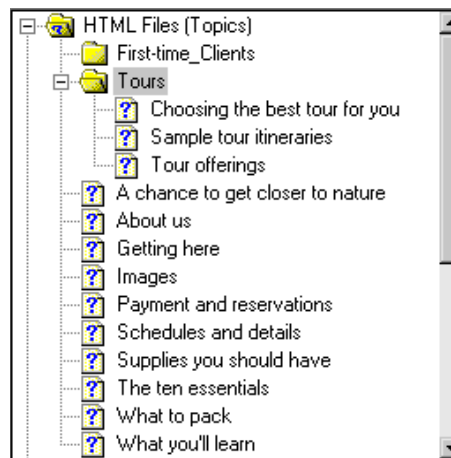 HTML Files (Topics)
First-time_Clients
Tours
Choosing the best tour for you
Sample tour itineraries
Tour offerings
A chance to get closer to nature
About us
Getting here
Images
Payment and reservations
Schedules and details
Supplies you should have
The ten essentials
What to pack
What you'll learn